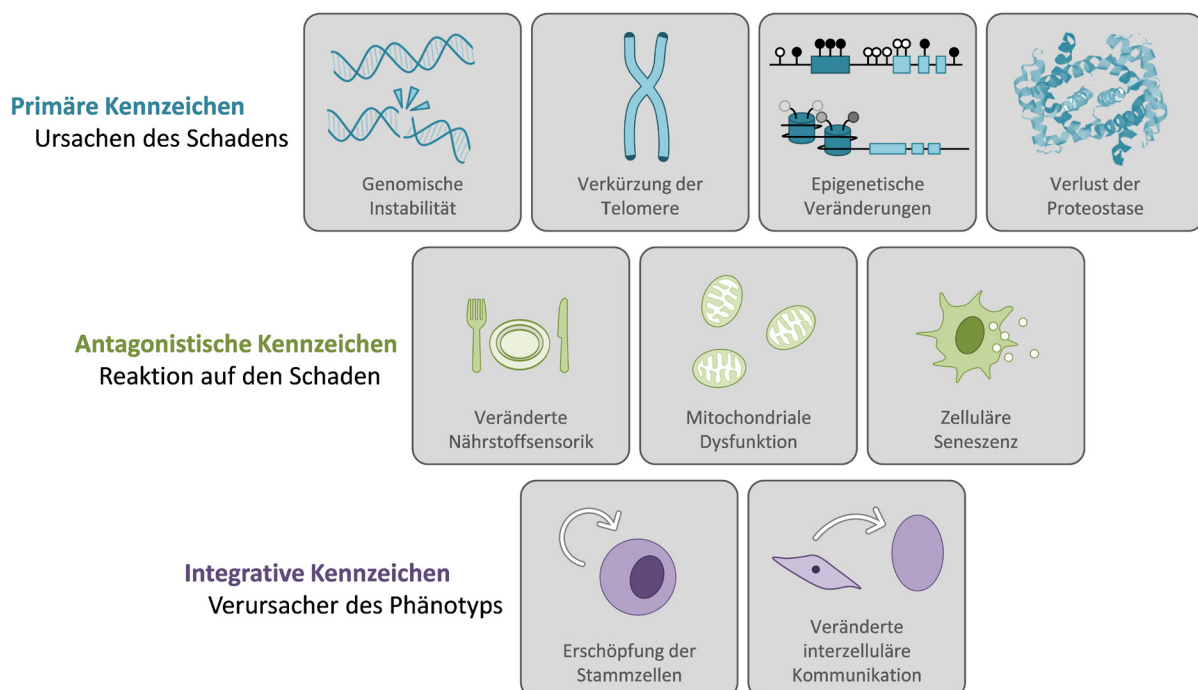 Primäre Kennzeichen
Ursachen des Schadens
Genomische
Instabilität
Verkürzung der
Telomere
Epigenetische
Veränderungen
Verlust der
Proteostase
Antagonistische Kennzeichen
Reaktion auf den Schaden
Veränderte
Nährstoffsensorik
Mitochondriale
Dysfunktion
Zelluläre
Seneszenz
Integrative Kennzeichen
Verursacher des Phänotyps
Erschöpfung der
Stammzellen
Veränderte
interzelluläre
Kommunikation